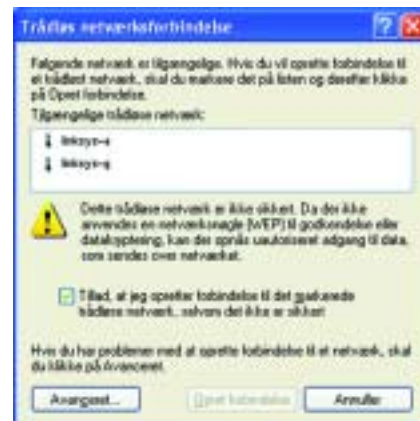 Trådløs netværksforbindelse
Følgende netværk er tilgængelige. Hvis du vil oprette forbindelse til
et trådløst netværk, skal du markere det på listen og derefter klikke
på Opret forbindelse.
Tilgængelige trådløse netværk:
linksys-a
linksys-g
Dette trådløse netværk er ikke sikkert. Da der ikke
anvendes en netværksnøgle (WEP) til godkendelse eller
datakryptering, kan der opnås uautoriseret adgang til data,
som sendes over netværket.
Tillad, at jeg opretter forbindelse til det markerede
trådløse netværk, selvom det ikke er sikkert
Hvis du har problemer med at oprette forbindelse til et netværk, skal
du klikke på Avanceret.
Avanceret...
Opret forbindelse
Annuller